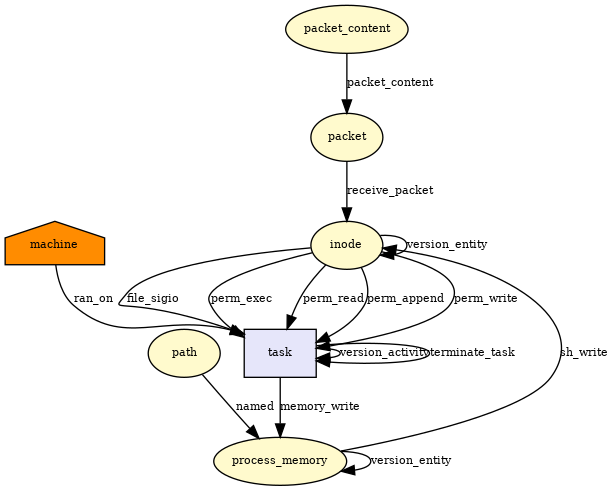 packet_content
packet_content
packet
receive_packet
machine
inode
version_entity
ran_on
file_sigio
perm_exec
perm_read
perm_append
perm_write
path
task
version_activity
terminate_task
sh_write
named
memory_write
process_memory
version_entity